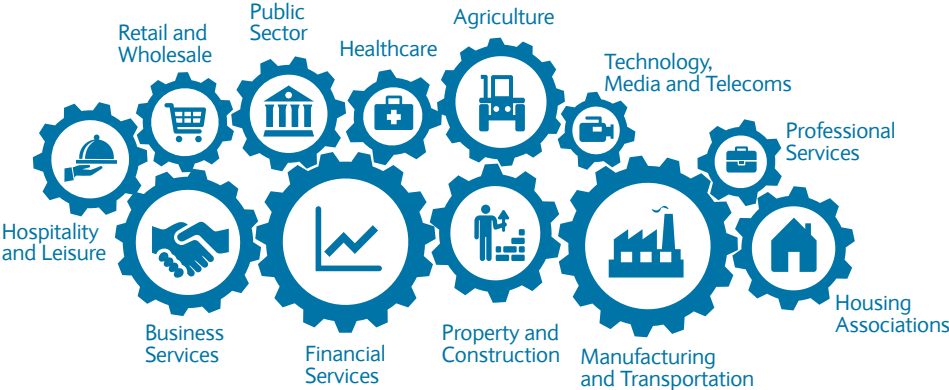 Public
Sector
Agriculture
Retail and
Wholesale
Healthcare
Technology,
Media and Telecoms
Professional
Services
Hospitality
and Leisure
Housing
Associations
Business
Services
Financial
Services
Property and
Construction
Manufacturing
and Transportation